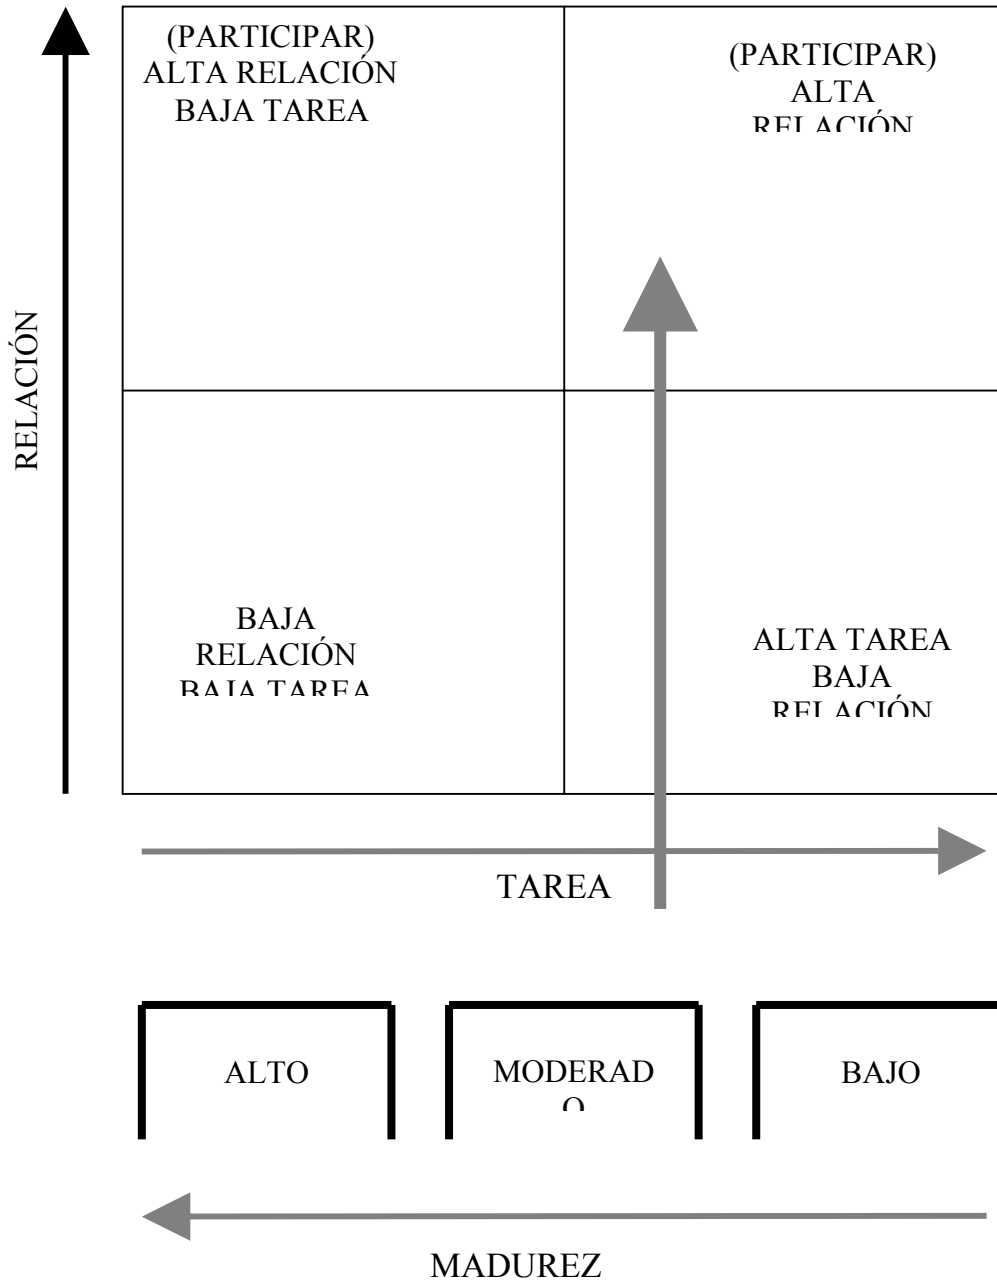 (PARTICIPAR)
ALTA RELACIÓN
BAJA TAREA
(PARTICIPAR)
ALTA
RELACIÓN
RELACIÓN
BAJA
RELACIÓN
BAJA TAREA
ALTA TAREA
BAJA
RELACIÓN
TAREA
ALTO
MODERAD
O
BAJO
MADUREZ